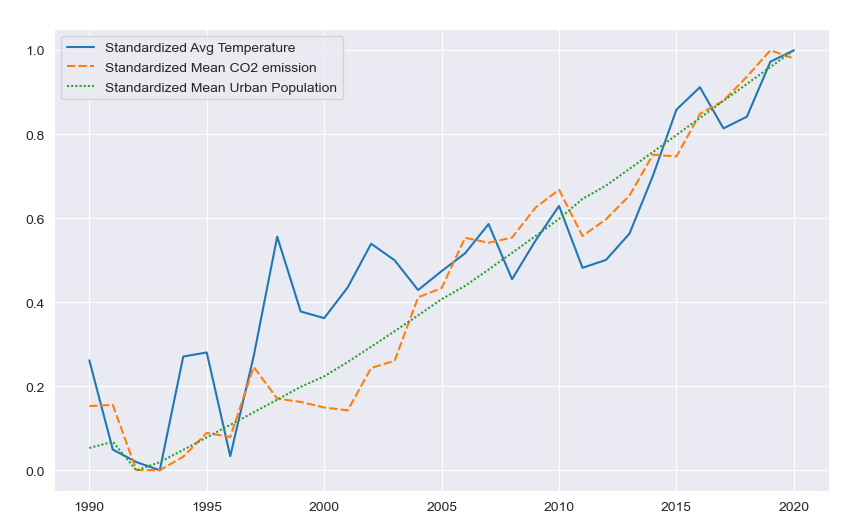 Standardized Avg Temperature
Standardized Mean CO2 emission
Standardized Mean Urban Population
1.0
0.8
0.6
0.4
0.2
0.0
1990 1995 2000 2005 2010 2015 2020